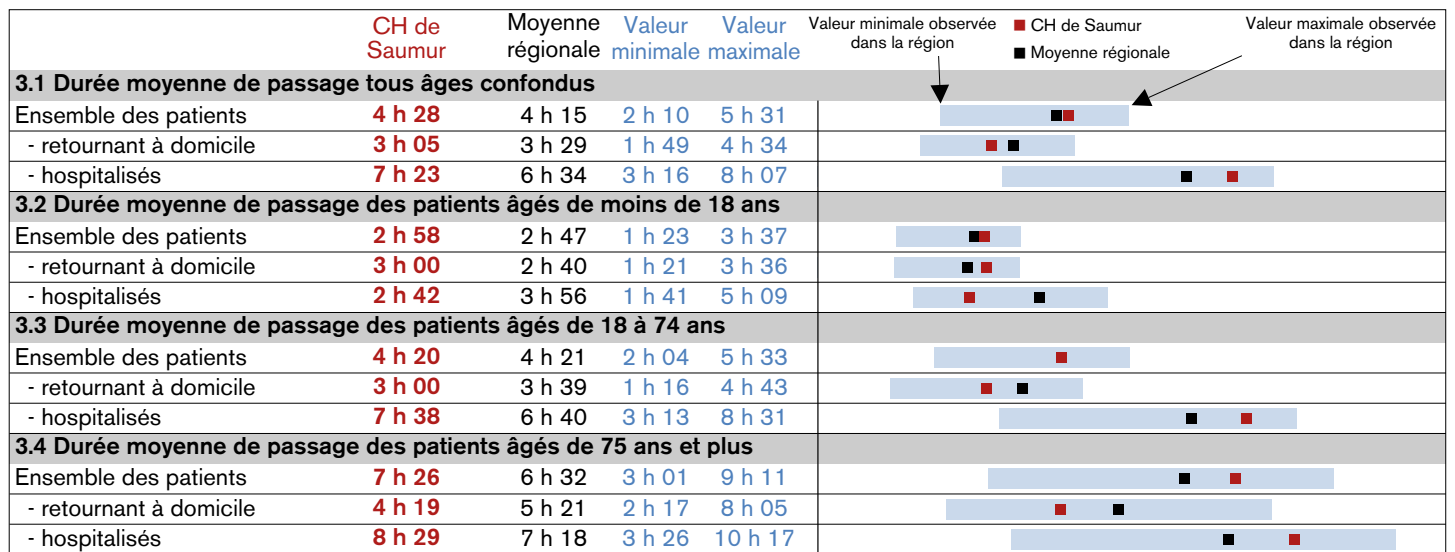 CH de Saumur Moyenne régionale Valeur minimale Valeur maximale Valeur minimale observée dans la région CH de Saumur Moyenne régionale Valeur maximale observée dans la région
3.1 Durée moyenne de passage tous âges confondus
Ensemble des patients 4 h 28 4 h 15 2 h 10 5 h 31
- retournant à domicile 3 h 05 3 h 29 1 h 49 4 h 34
- hospitalisés 7 h 23 6 h 34 3 h 16 8 h 07
3.2 Durée moyenne de passage des patients âgés de moins de 18 ans
Ensemble des patients 2 h 58 2 h 47 1 h 23 3 h 37
- retournant à domicile 3 h 00 2 h 40 1 h 21 3 h 36
- hospitalisés 2 h 42 3 h 56 1 h 41 5 h 09
3.3 Durée moyenne de passage des patients âgés de 18 à 74 ans
Ensemble des patients 4 h 20 4 h 21 2 h 04 5 h 33
- retournant à domicile 3 h 00 3 h 39 1 h 16 4 h 43
- hospitalisés 7 h 38 6 h 40 3 h 13 8 h 31
3.4 Durée moyenne de passage des patients âgés de 75 ans et plus
Ensemble des patients 7 h 26 6 h 32 3 h 01 9 h 11
- retournant à domicile 4 h 19 5 h 21 2 h 17 8 h 05
- hospitalisés 8 h 29 7 h 18 3 h 26 10 h 17